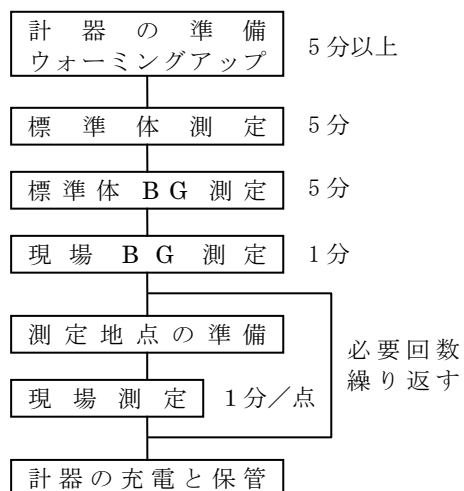 計器の準備
ウォーミングアップ
5分以上
標準体測定
5分
標準体BG測定
5分
現場BG測定
1分
測定地点の準備
現場測定
1分／点
必要回数
繰り返す
計器の充電と保管